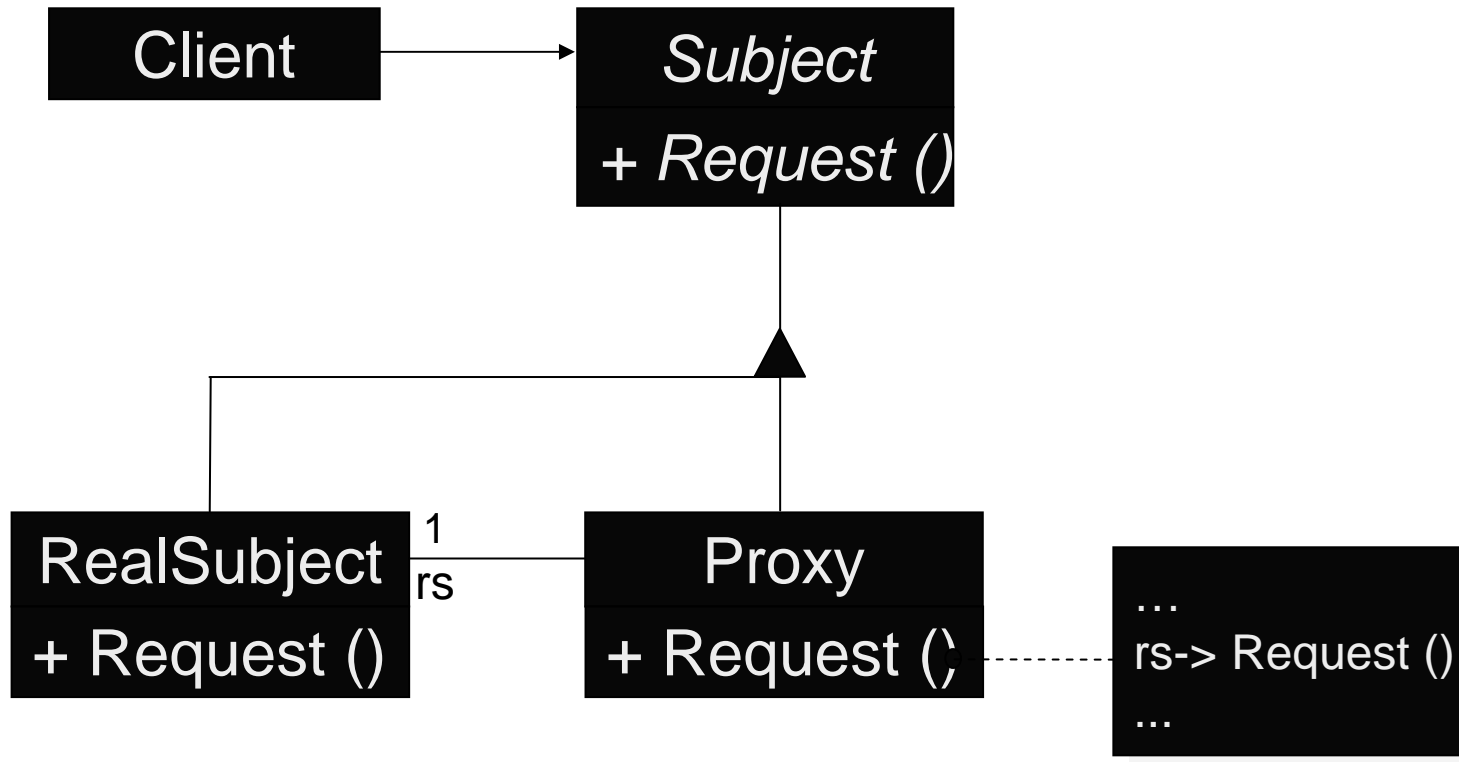 Client
Subject
+ Request ()
RealSubject
+ Request ()
1
rs
Proxy
+ Request ()
…
rs-> Request ()
...